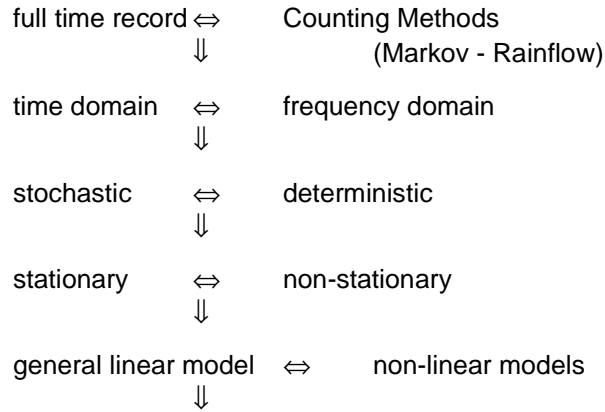 full time record ⇔ Counting Methods
⇓ (Markov - Rainflow)
time domain ⇔ frequency domain
⇓
stochastic ⇔ deterministic
⇓
stationary ⇔ non-stationary
⇓
general linear model ⇔ non-linear models
⇓